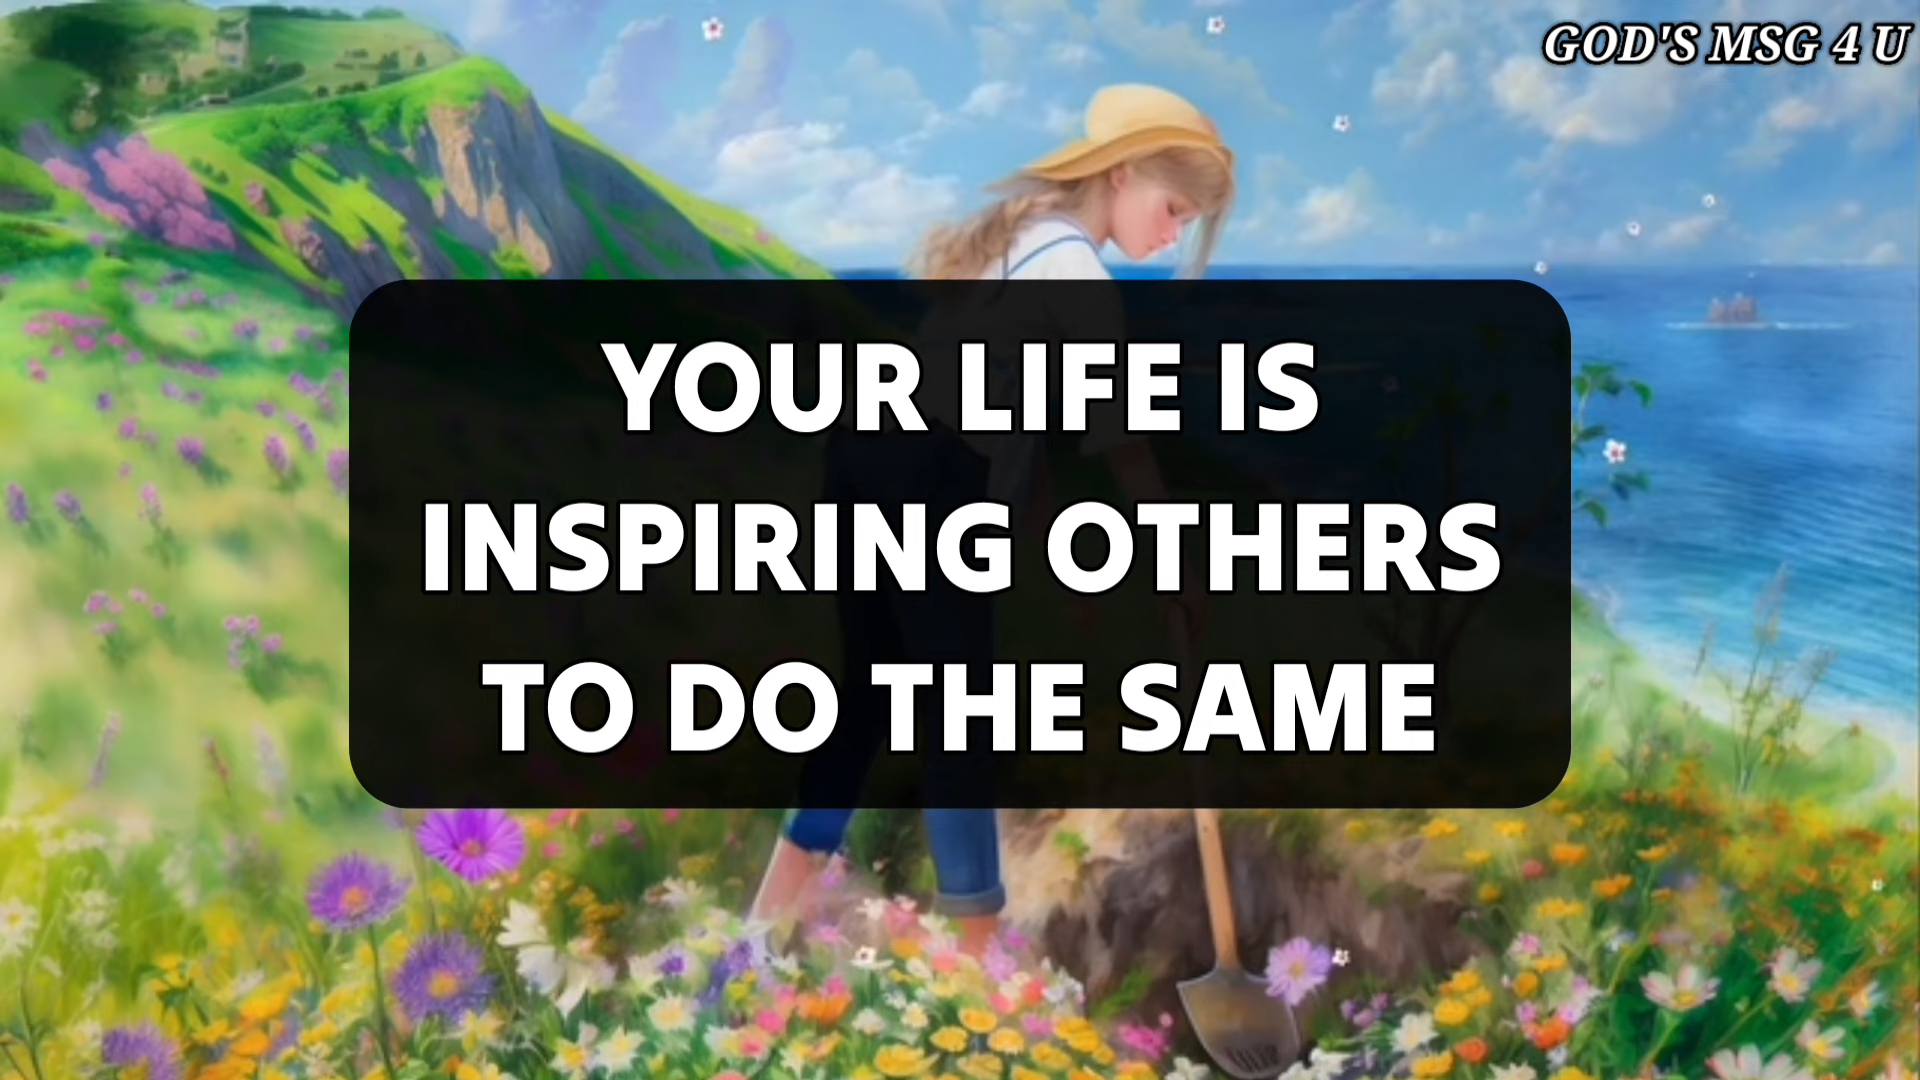 GOD'S MSG 4 U
YOUR LIFE IS
INSPIRING OTHERS
TO DO THE SAME